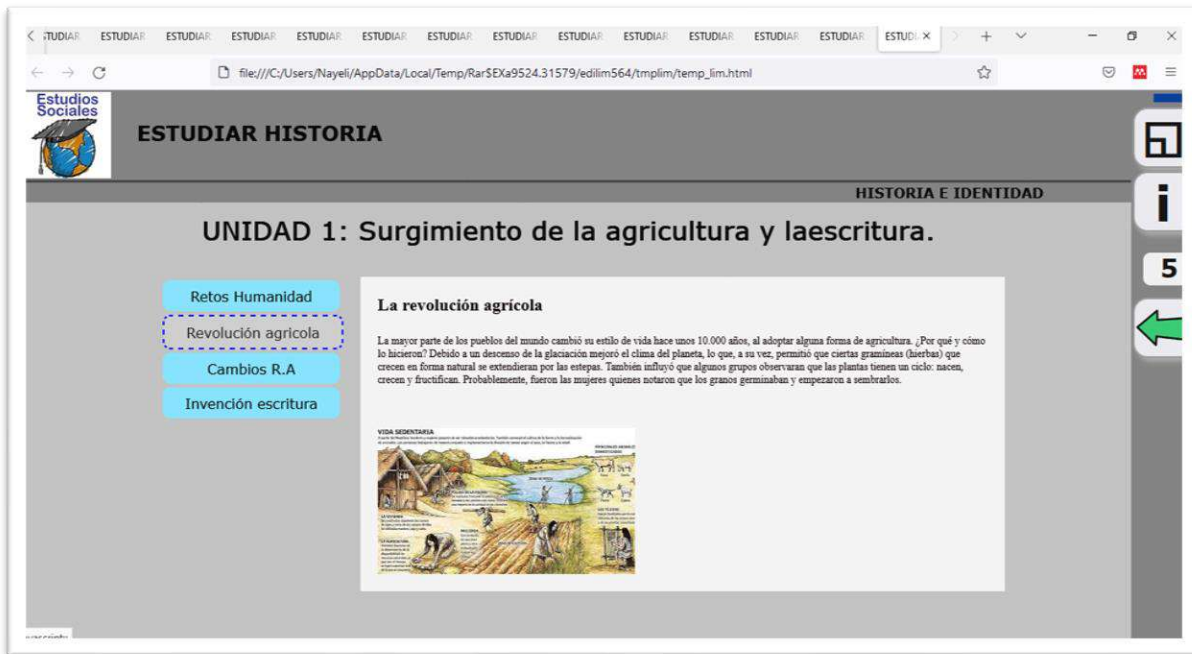 TUDIAR ESTUDIAR ESTUDIAR ESTUDIAR ESTUDIAR ESTUDIAR ESTUDIAR ESTUDIAR ESTUDIAR ESTUDIAR ESTUDIAR ESTUDIAR ESTUDIAR ESTUDI
file:///C:/Users/Nayeli/AppData/Local/Temp/Rar$EXa9524.31579/edilim564/tmplim/temp_lim.html
Estudios
Sociales
ESTUDIAR HISTORIA
HISTORIA E IDENTIDAD
i
UNIDAD 1: Surgimiento de la agricultura y laescritura.
5
Retos Humanidad
Revolución agricola
Cambios R.A
Invención escritura
La revolución agrícola
La mayor parte de los pueblos del mundo cambió su estilo de vida hace unos 10.000 años, al adoptar alguna forma de agricultura. ¿Por qué y cómo
lo hicieron? Debido a un descenso de la glaciación mejoró el clima del planeta, lo que, a su vez, permitió que ciertas gramíneas (hierbas) que
crecen en forma natural se extendieran por las estepas. También influyó que algunos grupos observaran que las plantas tienen un ciclo: nacen,
crecen y fructifican. Probablemente, fueron las mujeres quienes notaron que los granos germinaban y empezaron a sembrarlos.
VIDA SEDENTARIA